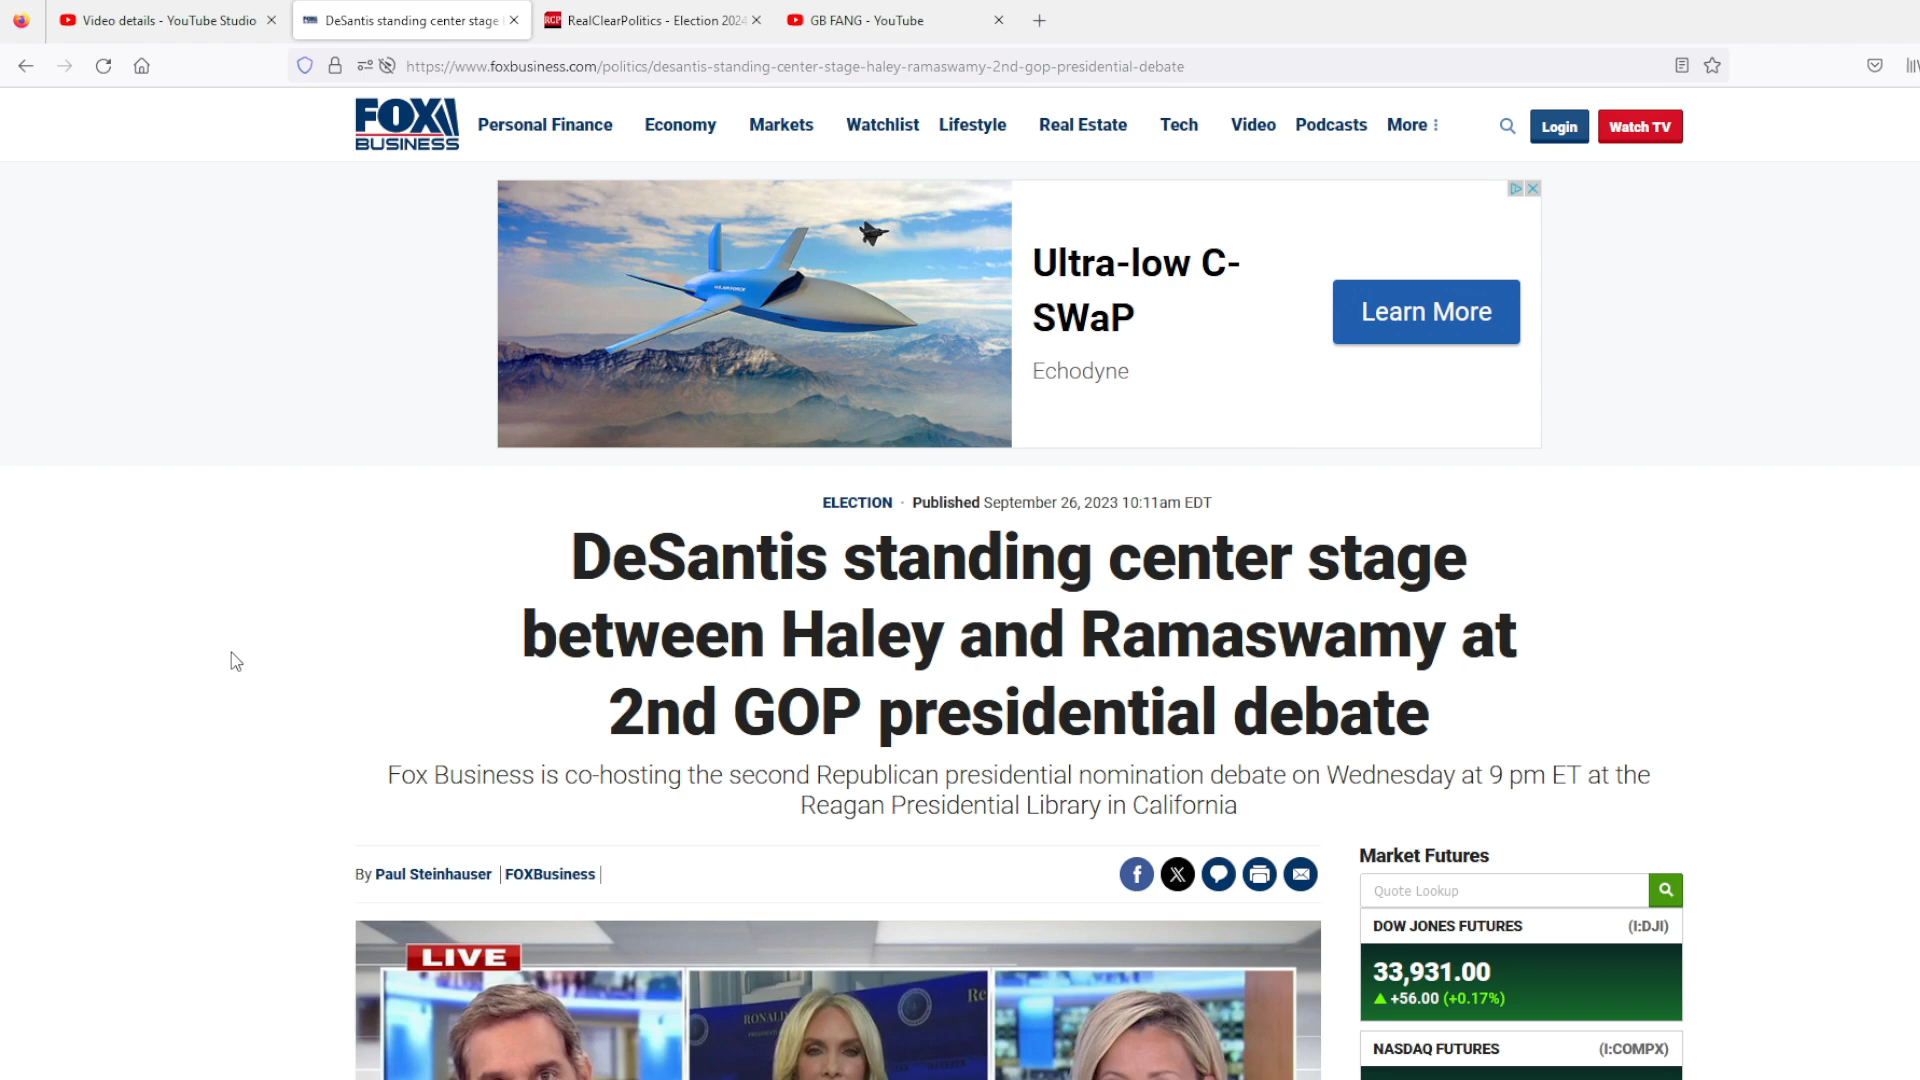 Video details - YouTube Studio
DeSantis standing center stage
RCP RealClearPolitics - Election 2024
GB FANG - YouTube
https://www.foxbusiness.com/politics/desantis-standing-center-stage-haley-ramaswamy-2nd-gop-presidential-debate
FOX
BUSINESS
Personal Finance Economy Markets Watchlist Lifestyle Real Estate Tech Video Podcasts More
Login
Watch TV
Ultra-low C-
SWaP
Echodyne
Learn More
U.S. AIR FORCE
ELECTION · Published September 26, 2023 10:11am EDT
DeSantis standing center stage
between Haley and Ramaswamy at
2nd GOP presidential debate
Fox Business is co-hosting the second Republican presidential nomination debate on Wednesday at 9 pm ET at the
Reagan Presidential Library in California
By Paul Steinhauser | FOXBusiness |
LIVE
RONALD
Re
Market Futures
Quote Lookup
DOW JONES FUTURES (I:DJI)
33,931.00
+56.00 (+0.17%)
NASDAQ FUTURES (I:COMPX)